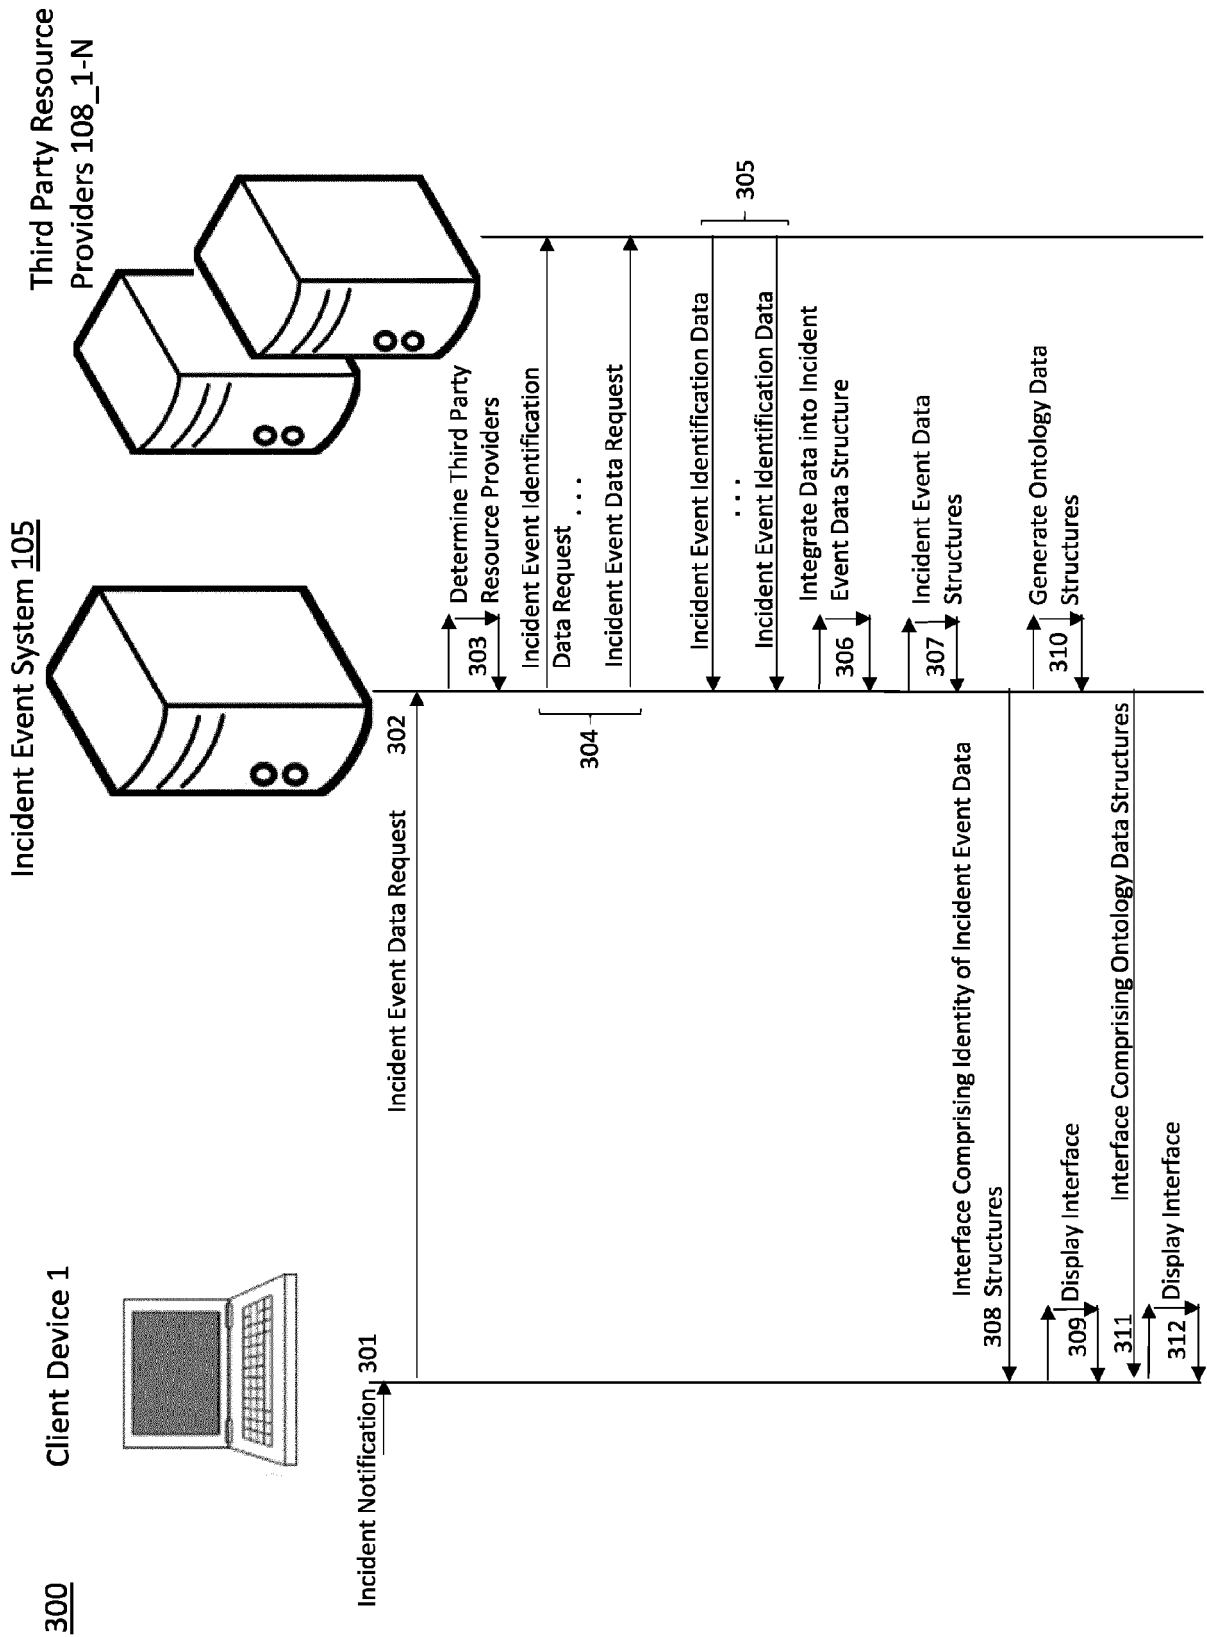 300
Client Device 1
Incident Event System 105
Third Party Resource
Providers 108_1-N
Incident Notification
301
Incident Event Data Request
302
Determine Third Party
Resource Providers
303
Incident Event Identification
Data Request
. . .
Incident Event Data Request
304
Incident Event Identification Data
. . .
Incident Event Identification Data
305
Integrate Data into Incident
Event Data Structure
306
Incident Event Data
Structures
307
Interface Comprising Identity of Incident Event Data
308 Structures
Display Interface
309
Generate Ontology Data
Structures
310
Interface Comprising Ontology Data Structures
311
Display Interface
312